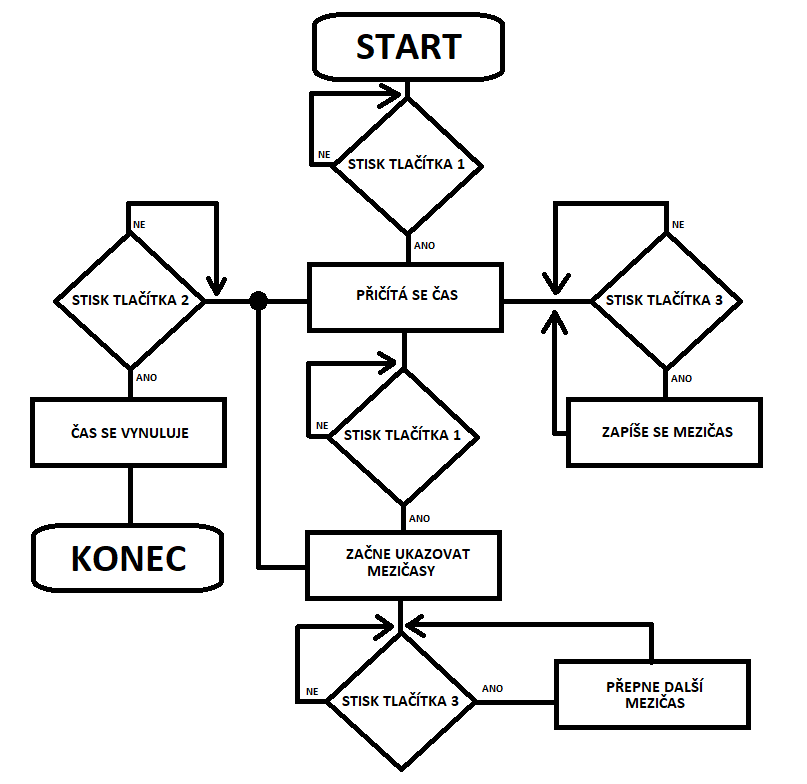 START
NE
STISK TLAČÍTKA 1
ANO
NE
STISK TLAČÍTKA 2
ANO
ČAS SE VYNULUJE
KONEC
PŘIČÍTÁ SE ČAS
NE
STISK TLAČÍTKA 3
ANO
ZAPÍŠE SE MEZIČAS
NE
STISK TLAČÍTKA 1
ANO
ZAČNE UKAZOVAT
MEZIČASY
NE
STISK TLAČÍTKA 3
ANO
PŘEPNE DALŠÍ
MEZIČAS